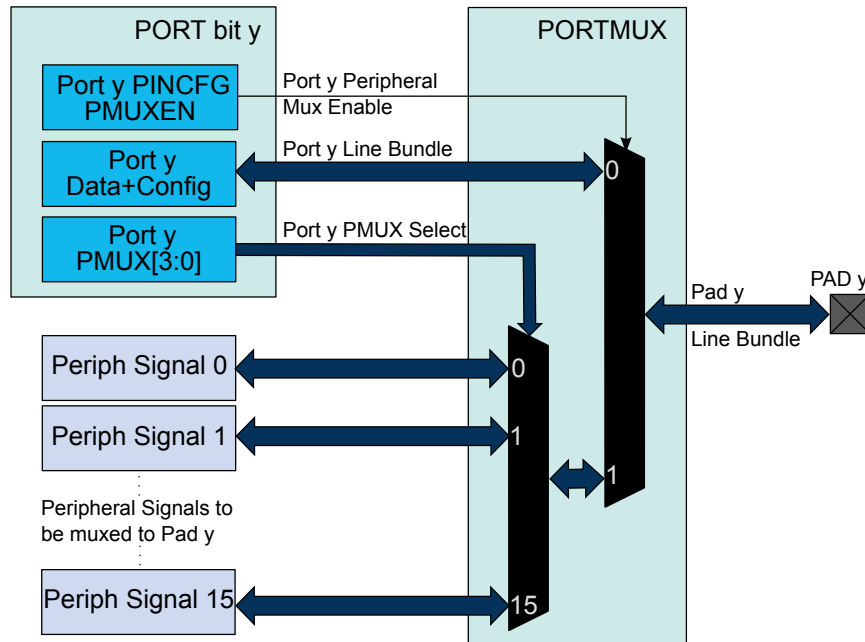 PORT bit y
PORTMUX
Port y PINCFG
PMUXEN
Port y Peripheral
Mux Enable
Port y
Data+Config
Port y Line Bundle
0
Port y
PMUX[3:0]
Port y PMUX Select
PAD y
Pad y
Line Bundle
Periph Signal 0
0
Periph Signal 1
1
1
Peripheral Signals to
be muxed to Pad y
Periph Signal 15
15